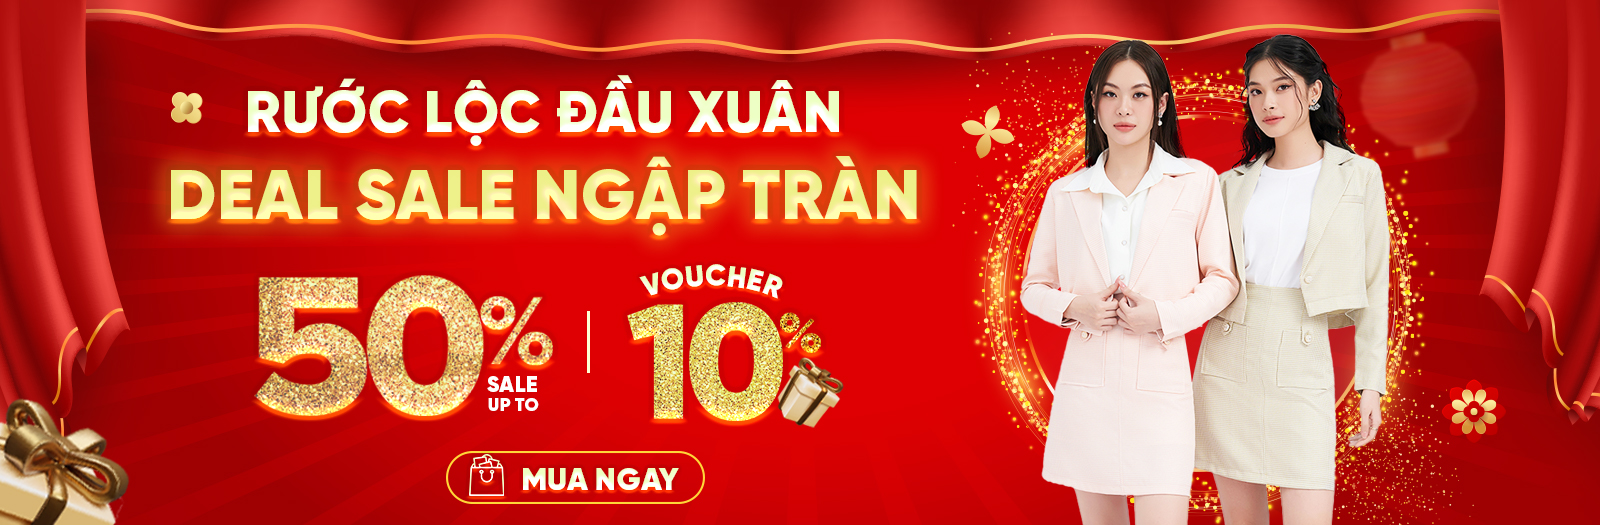 RƯỚC LỘC ĐẦU XUÂN
DEAL SALE NGẬP TRÀN
50%
SALE
UP TO
VOUCHER
10%
MUA NGAY